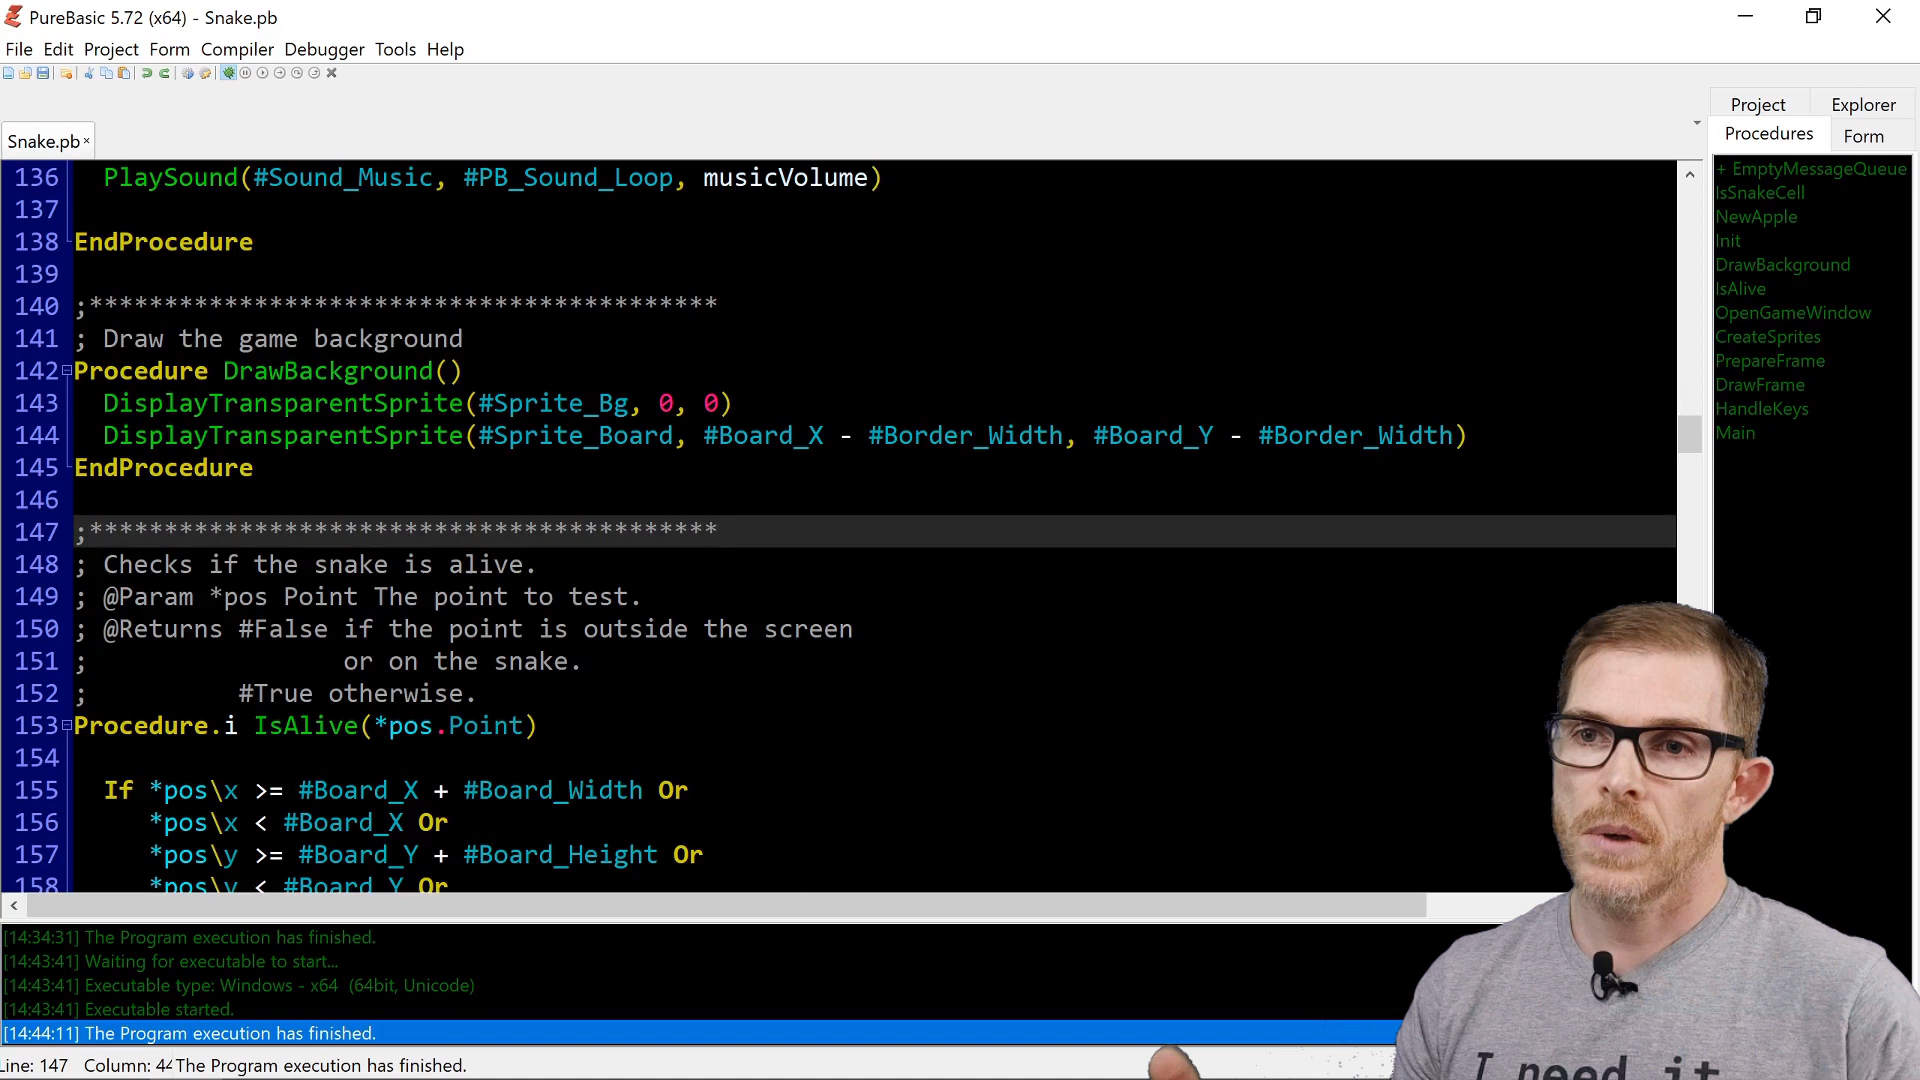 PureBasic 5.72 (x64) - Snake.pb
File Edit Project Form Compiler Debugger Tools Help
Project Explorer
Procedures Form
Snake.pb
136 PlaySound(#Sound_Music, #PB_Sound_Loop, musicVolume)
137
138 EndProcedure
139
140 ;******************************************
141 ; Draw the game background
142 Procedure DrawBackground()
143 DisplayTransparentSprite(#Sprite_Bg, 0, 0)
144 DisplayTransparentSprite(#Sprite_Board, #Board_X - #Border_Width, #Board_Y - #Border_Width)
145 EndProcedure
146
147 ;******************************************
148 ; Checks if the snake is alive.
149 ; @Param *pos Point The point to test.
150 ; @Returns #False if the point is outside the screen
151 ; or on the snake.
152 ; #True otherwise.
153 Procedure.i IsAlive(*pos.Point)
154
155 If *pos\x >= #Board_X + #Board_Width Or
156 *pos\x < #Board_X Or
157 *pos\y >= #Board_Y + #Board_Height Or
158 *pos\y < #Board_Y Or
+ EmptyMessageQueue
IsSnakeCell
NewApple
Init
DrawBackground
IsAlive
OpenGameWindow
CreateSprites
PrepareFrame
DrawFrame
HandleKeys
Main
[14:34:31] The Program execution has finished.
[14:43:41] Waiting for executable to start...
[14:43:41] Executable type: Windows - x64 (64bit, Unicode)
[14:43:41] Executable started.
[14:44:11] The Program execution has finished.
Line: 147 Column: 44 The Program execution has finished.
I need it